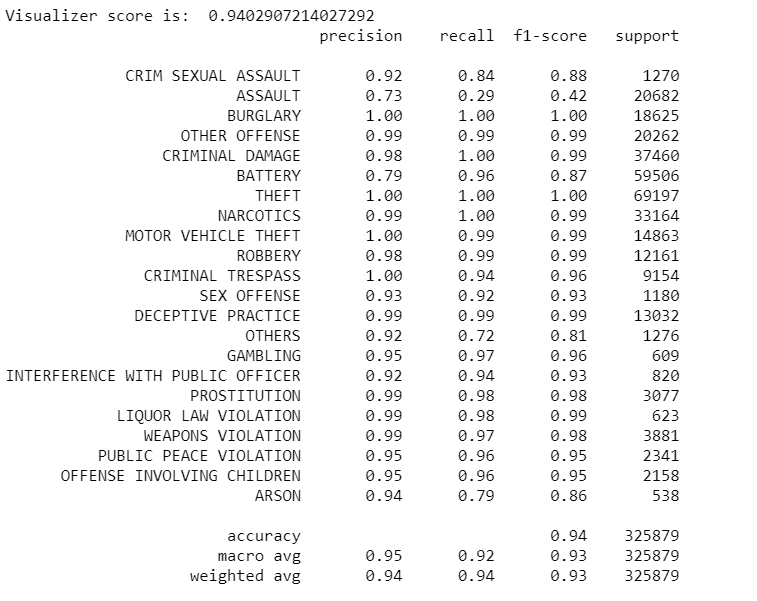 Visualizer score is:  0.9402907214027292
precision recall f1-score support
CRIM SEXUAL ASSAULT 0.92 0.84 0.88 1270
ASSAULT 0.73 0.29 0.42 20682
BURGLARY 1.00 1.00 1.00 18625
OTHER OFFENSE 0.99 0.99 0.99 20262
CRIMINAL DAMAGE 0.98 1.00 0.99 37460
BATTERY 0.79 0.96 0.87 59506
THEFT 1.00 1.00 1.00 69197
NARCOTICS 0.99 1.00 0.99 33164
MOTOR VEHICLE THEFT 1.00 0.99 0.99 14863
ROBBERY 0.98 0.99 0.99 12161
CRIMINAL TRESPASS 1.00 0.94 0.96 9154
SEX OFFENSE 0.93 0.92 0.93 1180
DECEPTIVE PRACTICE 0.99 0.99 0.99 13032
OTHERS 0.92 0.72 0.81 1276
GAMBLING 0.95 0.97 0.96 609
INTERFERENCE WITH PUBLIC OFFICER 0.92 0.94 0.93 820
PROSTITUTION 0.99 0.98 0.98 3077
LIQUOR LAW VIOLATION 0.99 0.98 0.99 623
WEAPONS VIOLATION 0.99 0.97 0.98 3881
PUBLIC PEACE VIOLATION 0.95 0.96 0.95 2341
OFFENSE INVOLVING CHILDREN 0.95 0.96 0.95 2158
ARSON 0.94 0.79 0.86 538
accuracy 0.94 325879
macro avg 0.95 0.92 0.93 325879
weighted avg 0.94 0.94 0.93 325879